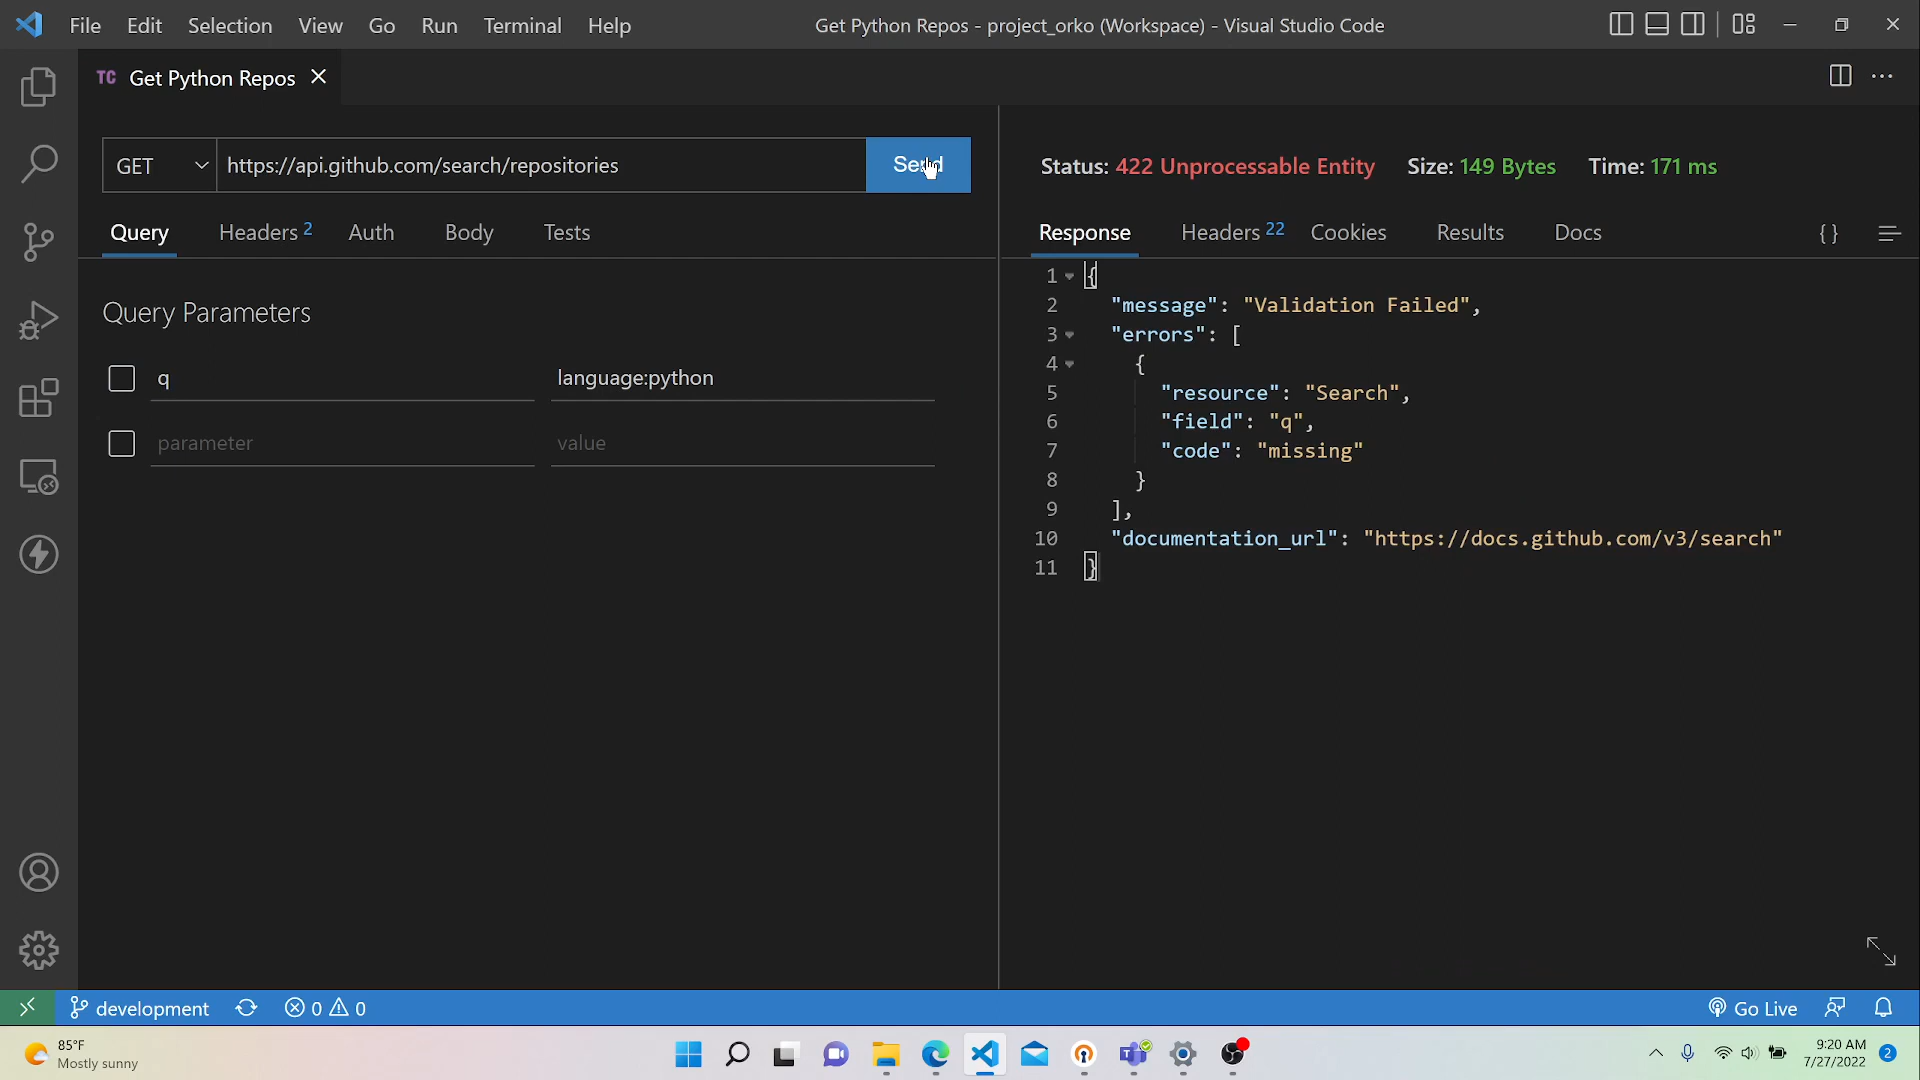 File Edit Selection View Go Run Terminal Help
Get Python Repos - project_orko (Workspace) - Visual Studio Code
TC Get Python Repos
GET https://api.github.com/search/repositories Send
Status: 422 Unprocessable Entity Size: 149 Bytes Time: 171 ms
Query Headers 2 Auth Body Tests
Response Headers 22 Cookies Results Docs { }
Query Parameters
q language:python
parameter value
1 {
2 "message": "Validation Failed",
3 "errors": [
4 {
5 "resource": "Search",
6 "field": "q",
7 "code": "missing"
8 }
9 ],
10 "documentation_url": "https://docs.github.com/v3/search"
11 }
development 0 0 Go Live
85°F
Mostly sunny
9:20 AM
7/27/2022 2